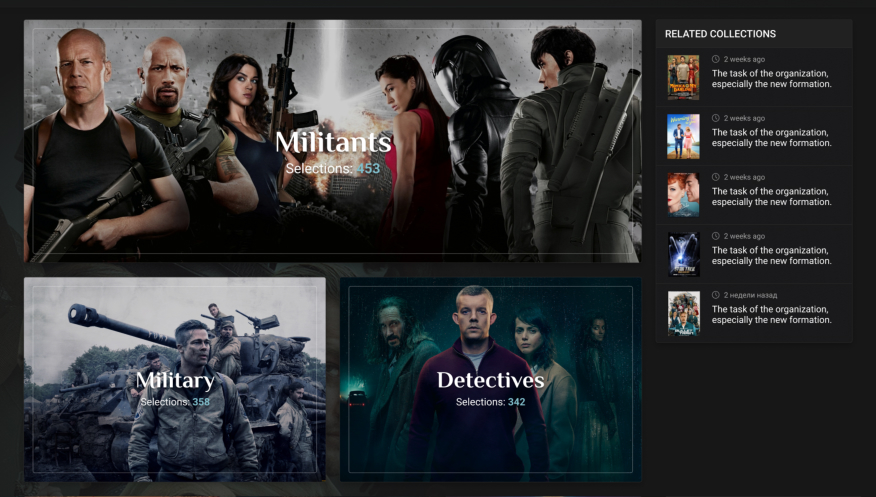 Militants
Selections: 453
Military
Selections: 358
Detectives
Selections: 342
RELATED COLLECTIONS
2 weeks ago
The task of the organization,
especially the new formation.
2 weeks ago
The task of the organization,
especially the new formation.
2 weeks ago
The task of the organization,
especially the new formation.
2 weeks ago
The task of the organization,
especially the new formation.
2 недели назад
The task of the organization,
especially the new formation.